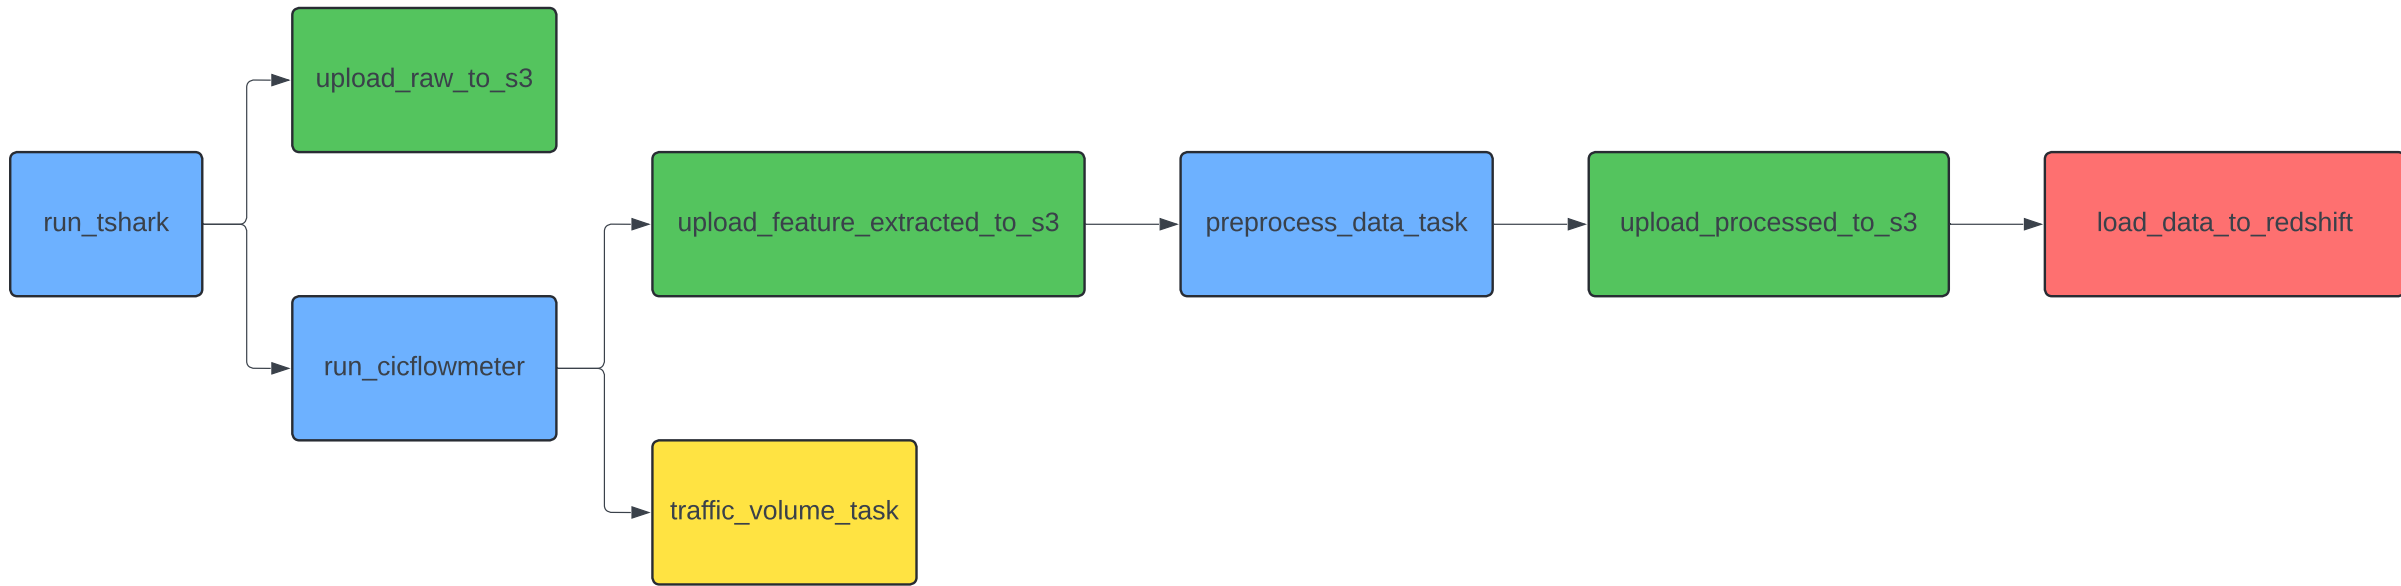 upload_raw_to_s3
run_tshark
upload_feature_extracted_to_s3
preprocess_data_task
upload_processed_to_s3
load_data_to_redshift
run_cicflowmeter
traffic_volume_task